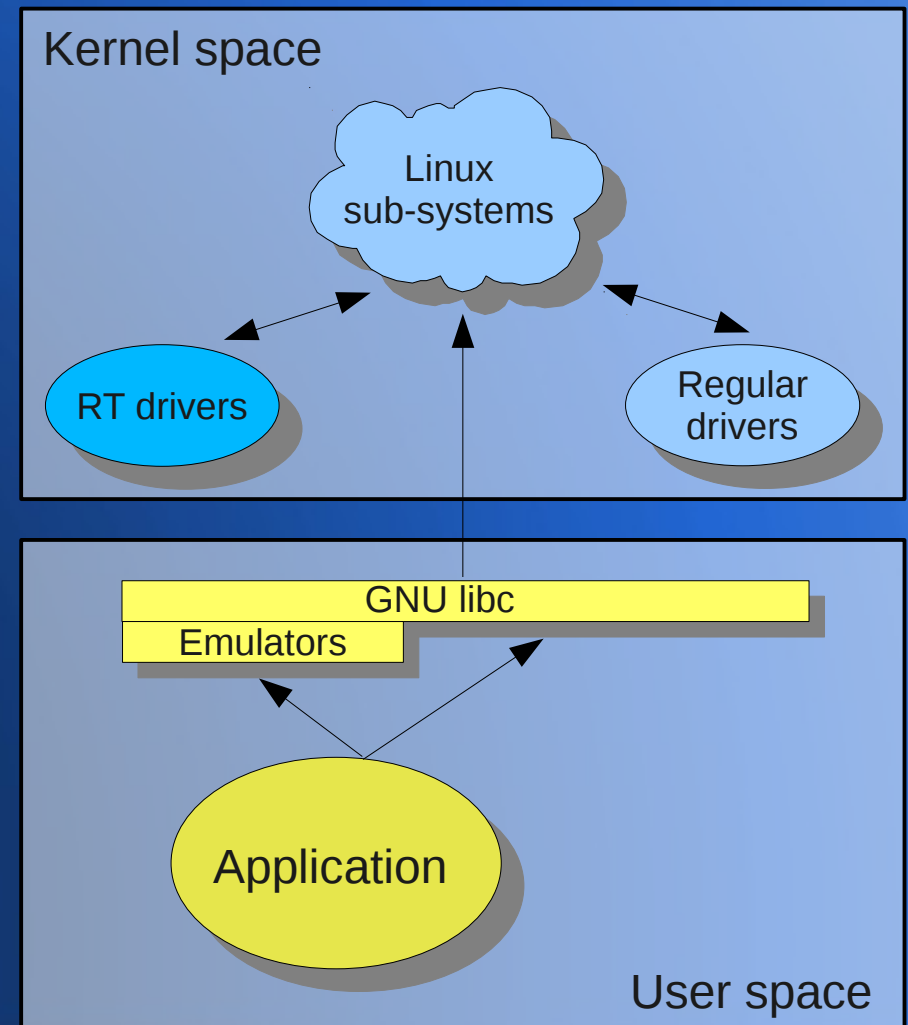 Kernel space
Linux
sub-systems
RT drivers
Regular
drivers
GNU libc
Emulators
Application
User space